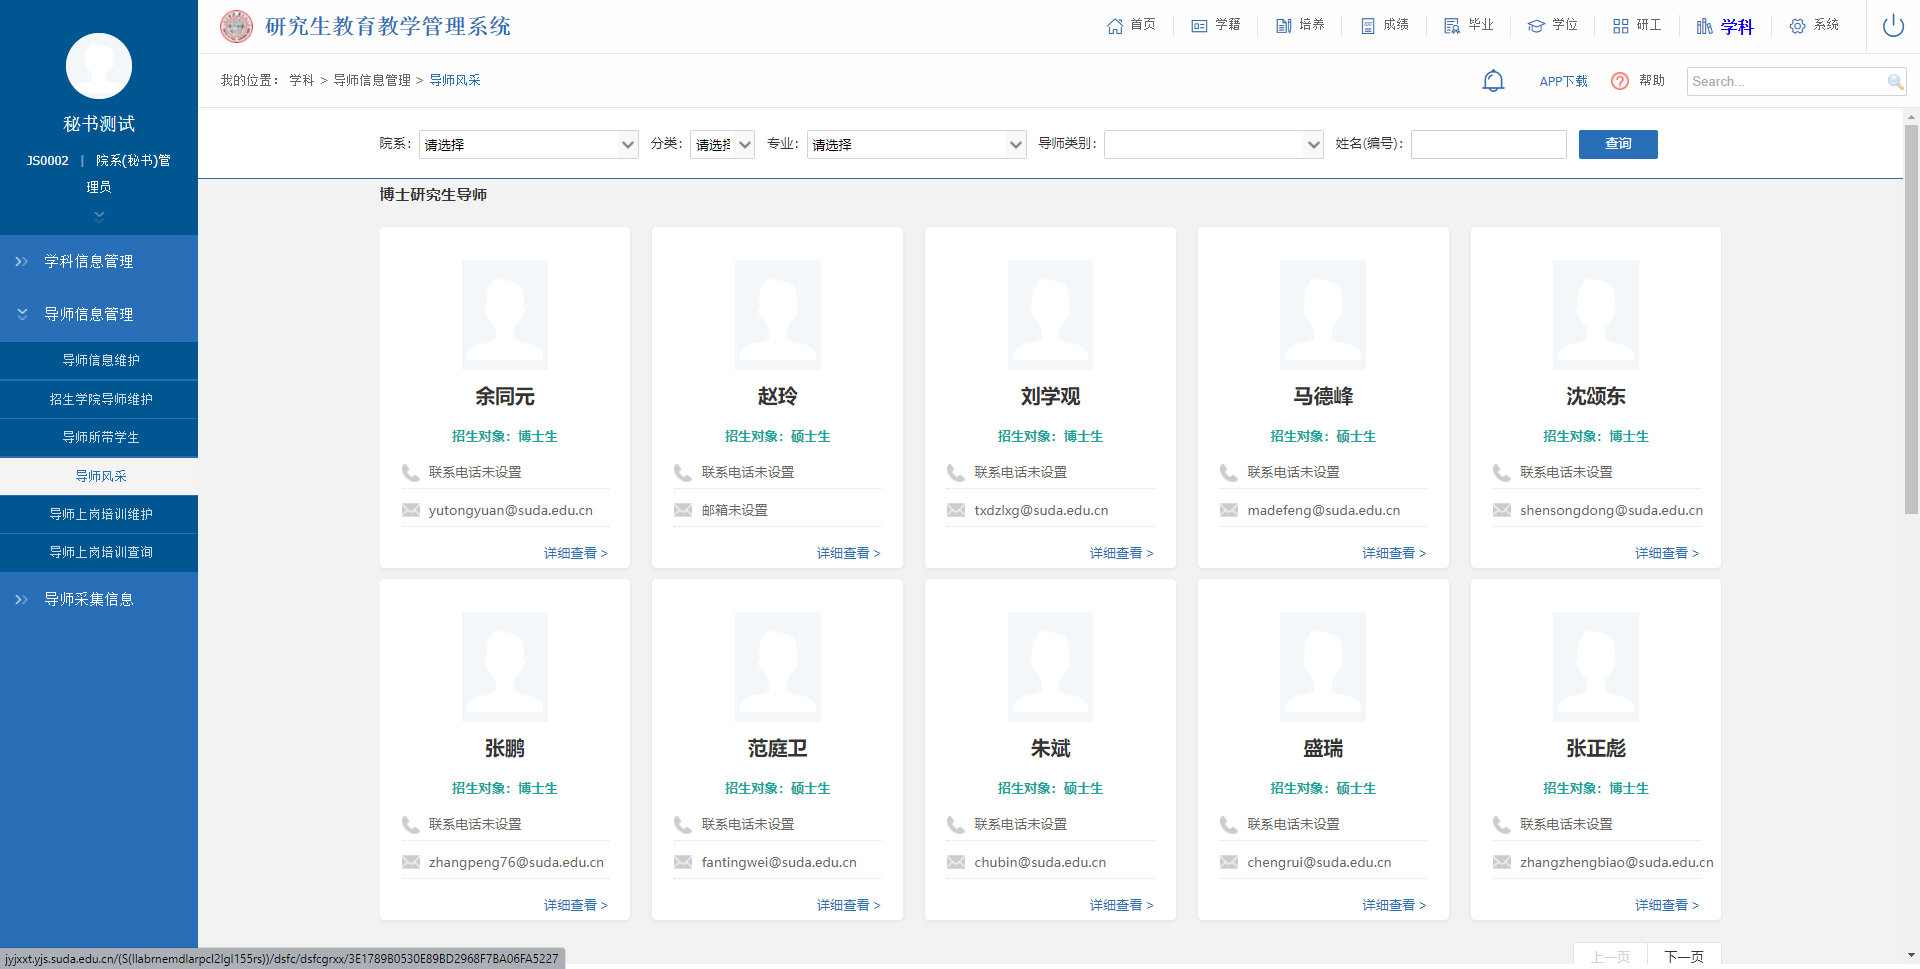 研究生教育教学管理系统
首页
学籍
培养
成绩
毕业
学位
研工
学科
系统
秘书测试
JS0002 | 院系(秘书)管
理员
我的位置： 学科 > 导师信息管理 > 导师风采
APP下载
帮助
Search...
学科信息管理
导师信息管理
导师信息维护
招生学院导师维护
导师所带学生
导师风采
导师上岗培训维护
导师上岗培训查询
导师采集信息
院系： 请选择 分类： 请选择 专业： 请选择 导师类别： 姓名(编号)： 查询
博士研究生导师
余同元
招生对象：博士生
联系电话未设置
yutongyuan@suda.edu.cn
详细查看 >
赵玲
招生对象：硕士生
联系电话未设置
邮箱未设置
详细查看 >
刘学观
招生对象：博士生
联系电话未设置
txdzlxg@suda.edu.cn
详细查看 >
马德峰
招生对象：硕士生
联系电话未设置
madefeng@suda.edu.cn
详细查看 >
沈颂东
招生对象：博士生
联系电话未设置
shensongdong@suda.edu.cn
详细查看 >
张鹏
招生对象：博士生
联系电话未设置
zhangpeng76@suda.edu.cn
详细查看 >
范庭卫
招生对象：硕士生
联系电话未设置
fantingwei@suda.edu.cn
详细查看 >
朱斌
招生对象：硕士生
联系电话未设置
chubin@suda.edu.cn
详细查看 >
盛瑞
招生对象：硕士生
联系电话未设置
chengrui@suda.edu.cn
详细查看 >
张正彪
招生对象：博士生
联系电话未设置
zhangzhengbiao@suda.edu.cn
详细查看 >
上一页
下一页
jyjxxt.yjs.suda.edu.cn/(S(llabrnemdlarpcl2lgl155rs))/dsfc/dsfcgrxx/3E1789B0530E89BD2968F7BA06FA5227